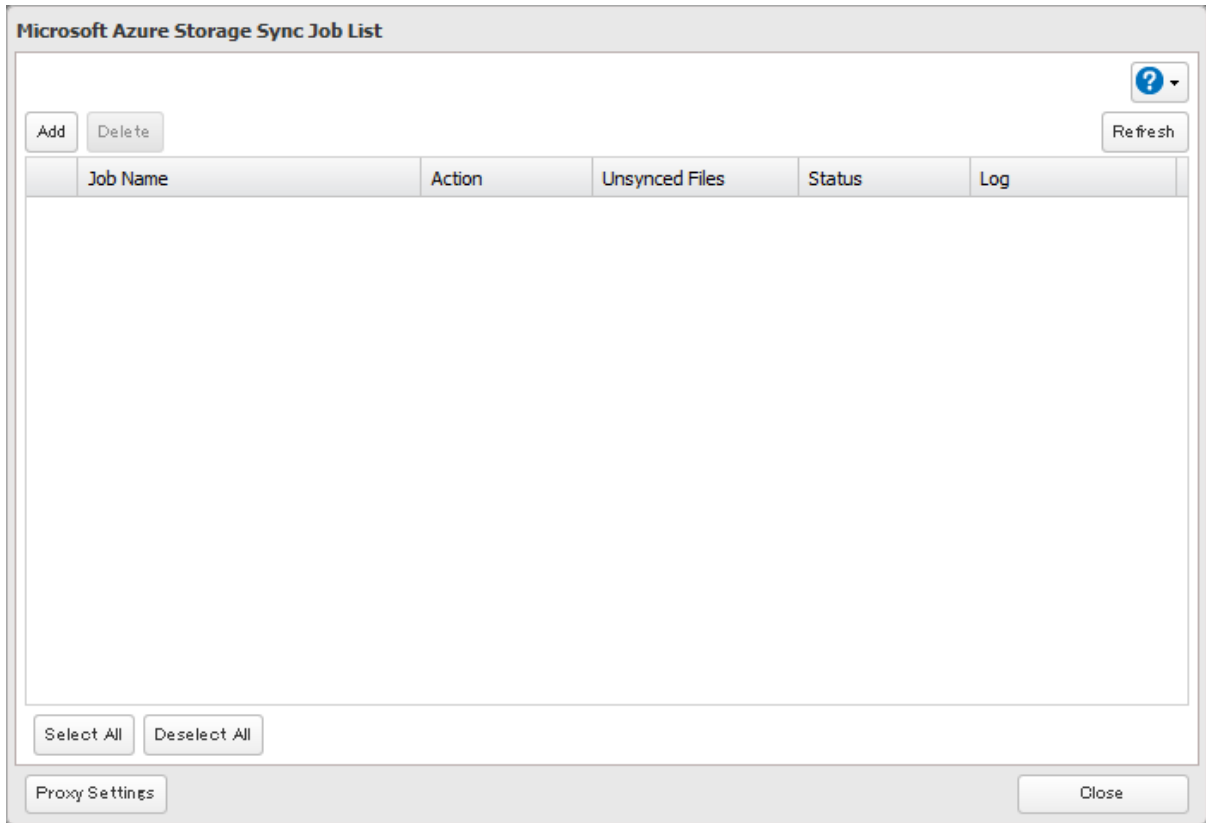 Microsoft Azure Storage Sync Job List
?
Add Delete Refresh
Job Name Action Unsynced Files Status Log
Select All Deselect All
Proxy Settings Close